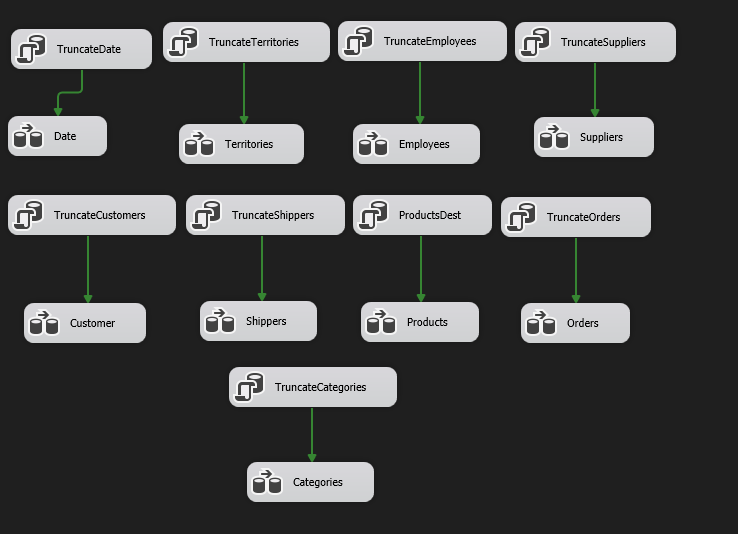 TruncateDate
TruncateTerritories
TruncateEmployees
TruncateSuppliers
Date
Territories
Employees
Suppliers
TruncateCustomers
TruncateShippers
ProductsDest
TruncateOrders
Customer
Shippers
Products
Orders
TruncateCategories
Categories